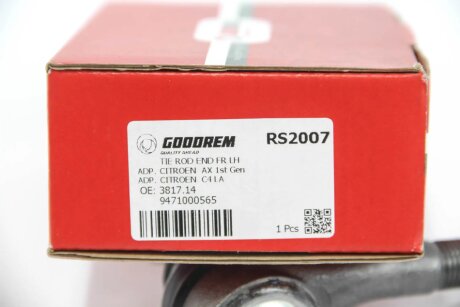 GOODREM
QUALITY AHEAD
RS2007
TIE ROD END FR LH
ADP. CITROEN AX 1st Gen
ADP. CITROEN C4 LA
OE: 3817.14
9471000565
1 Pcs